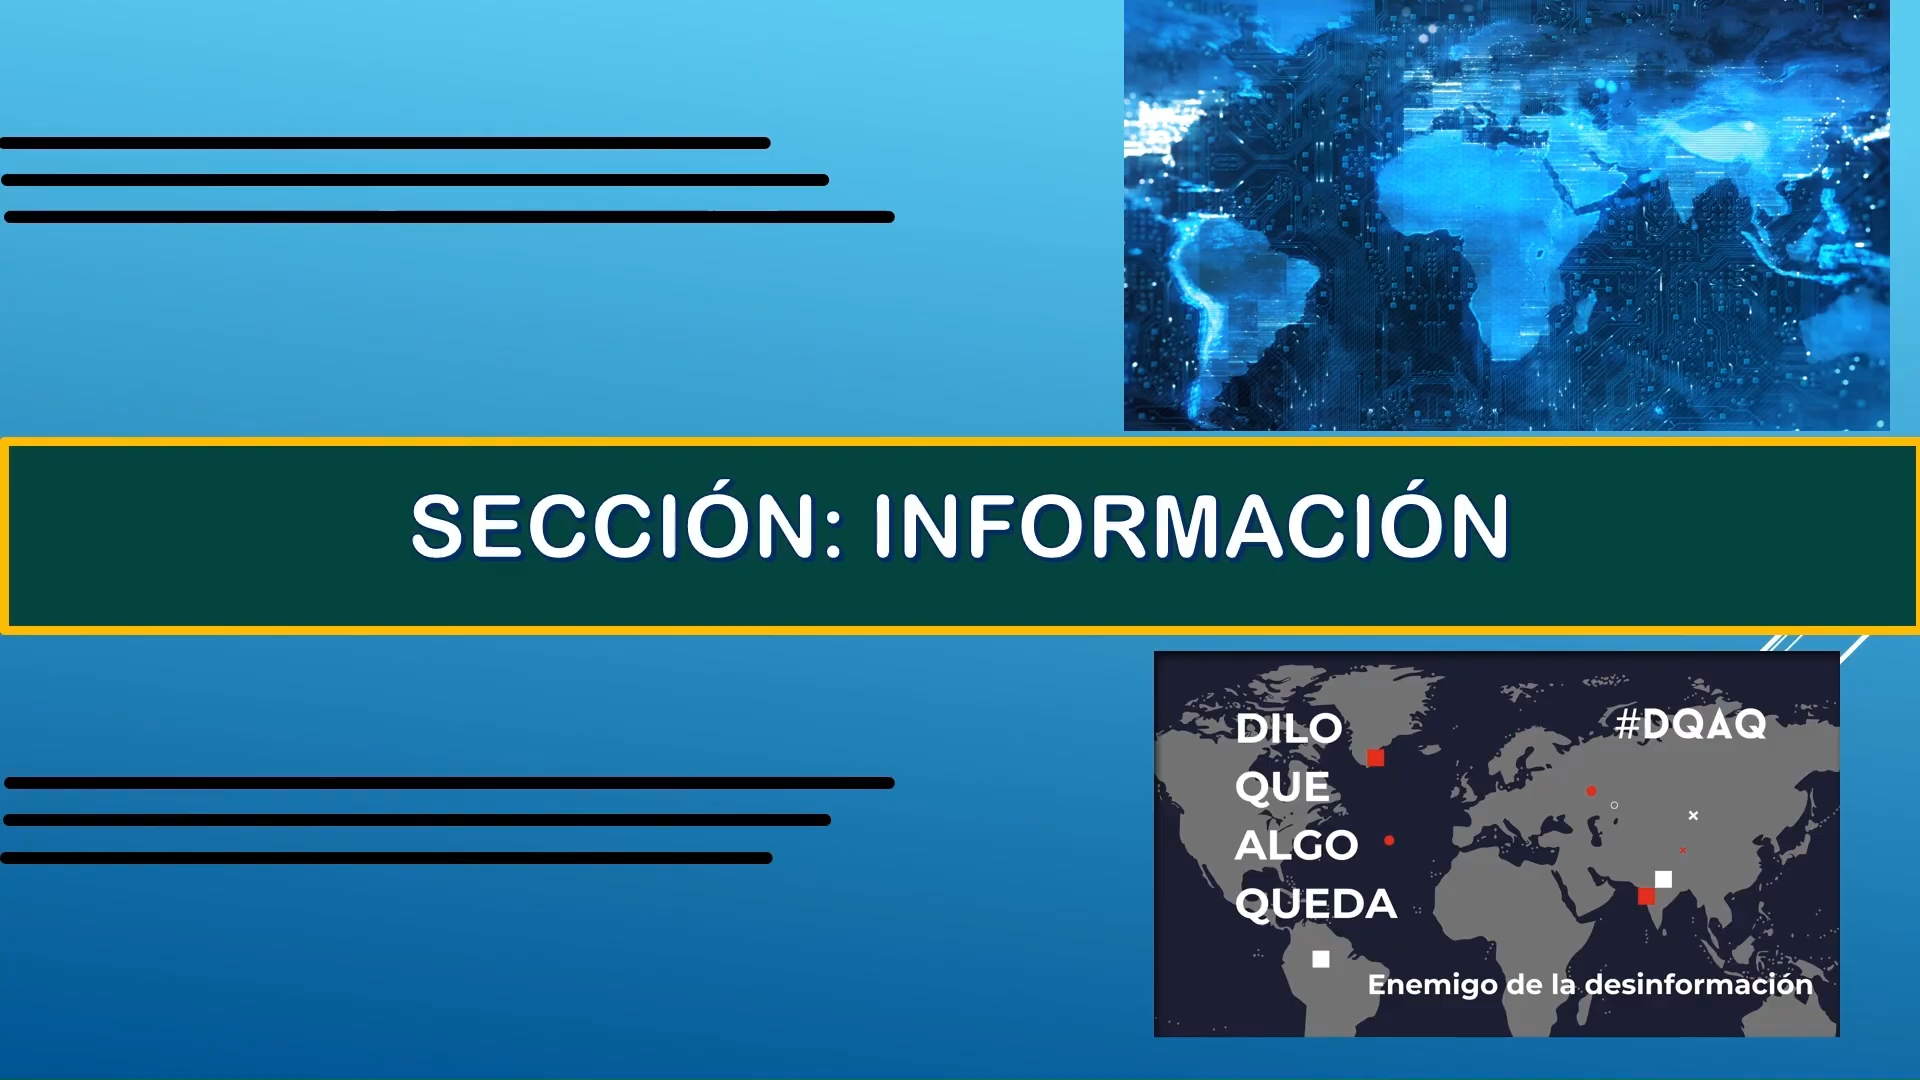 SECCIÓN: INFORMACIÓN
DILO
QUE
ALGO
QUEDA
#DQAQ
Enemigo de la desinformación